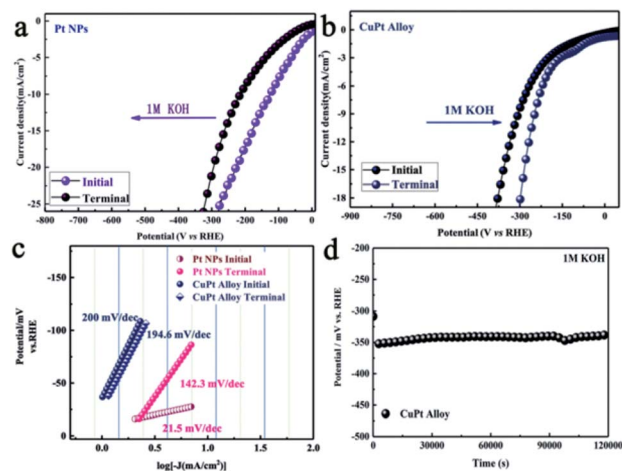 a
Pt NPs
1M KOH
Initial
Terminal
Current density(mA/cm²)
0
-5
-10
-15
-20
-25
-800 -700 -600 -500 -400 -300 -200 -100 0
Potential (V vs RHE)
b
CuPt Alloy
1M KOH
Initial
Terminal
Current density(mA/cm²)
0
-3
-6
-9
-12
-15
-18
-900 -750 -600 -450 -300 -150 0
Potential (V vs RHE)
c
Pt NPs Initial
Pt NPs Terminal
CuPt Alloy Initial
CuPt Alloy Terminal
200 mV/dec
194.6 mV/dec
142.3 mV/dec
21.5 mV/dec
Potential/mV
vs.RHE
-150
-100
-50
0
0.0 0.5 1.0 1.5 2.0
log[-J(mA/cm²)]
d
1M KOH
CuPt Alloy
Potential / mV vs. RHE
-200
-250
-300
-350
-400
-450
-500
0 30000 60000 90000 120000
Time (s)